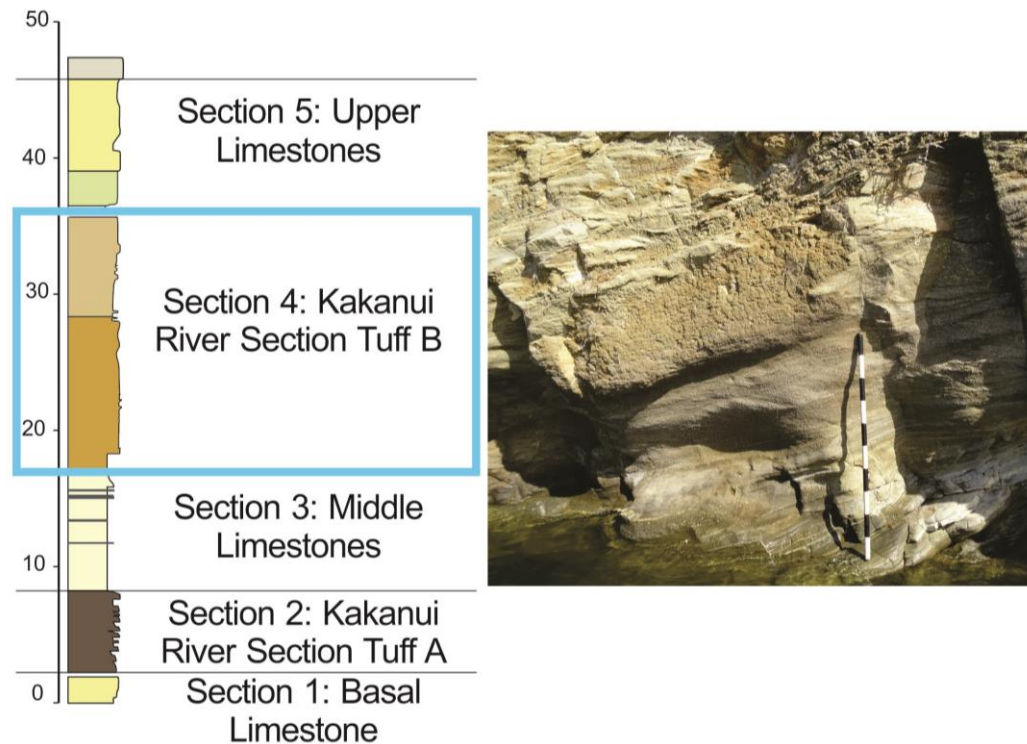 50
Section 5: Upper
Limestones
40
30
Section 4: Kakanui
River Section Tuff B
20
Section 3: Middle
Limestones
10
Section 2: Kakanui
River Section Tuff A
0
Section 1: Basal
Limestone